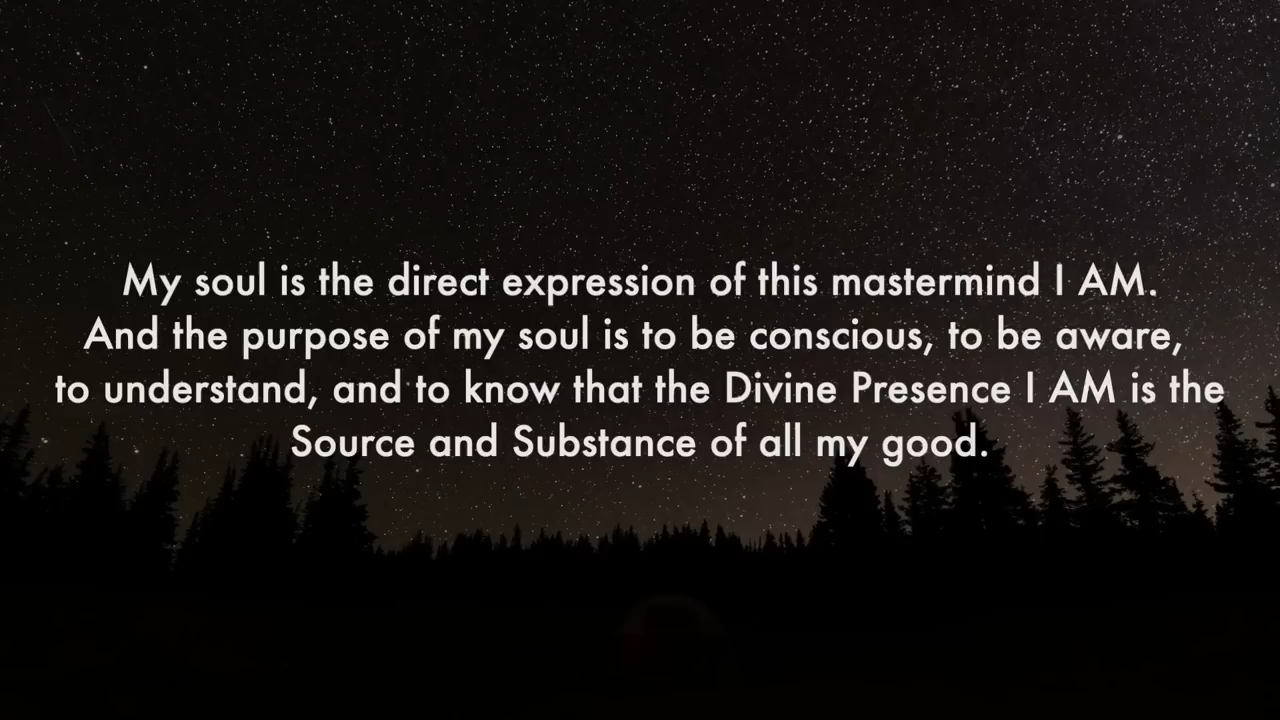 My soul is the direct expression of this mastermind I AM.
And the purpose of my soul is to be conscious, to be aware,
to understand, and to know that the Divine Presence I AM is the
Source and Substance of all my good.